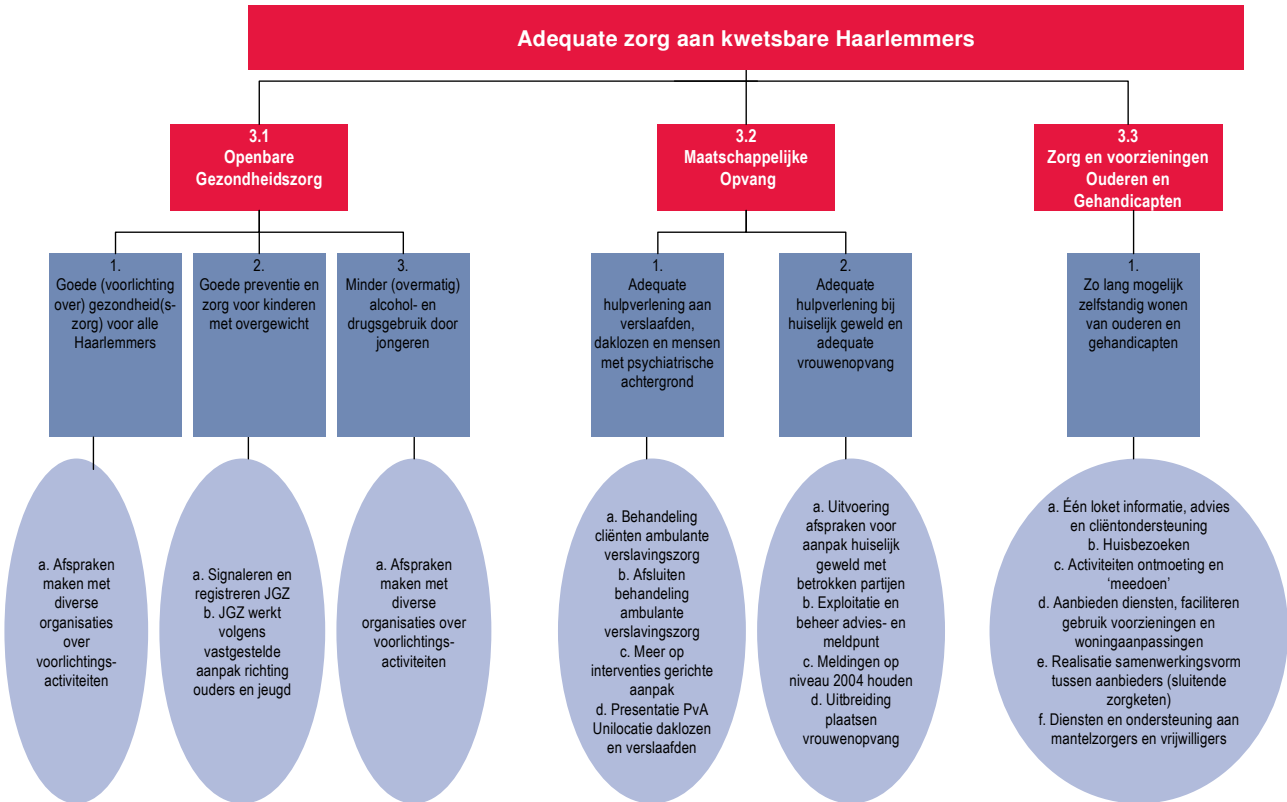 Adequate zorg aan kwetsbare Haarlemmers
3.1
Openbare
Gezondheidszorg
3.2
Maatschappelijke
Opvang
3.3
Zorg en voorzieningen
Ouderen en
Gehandicapten
1.
Goede (voorlichting
over) gezondheid(s-
zorg) voor alle
Haarlemmers
2.
Goede preventie en
zorg voor kinderen
met overgewicht
3.
Minder (overmatig)
alcohol- en
drugsgebruik door
jongeren
1.
Adequate
hulpverlening aan
verslaafden,
daklozen en mensen
met psychiatrische
achtergrond
2.
Adequate
hulpverlening bij
huiselijk geweld en
adequate
vrouwenopvang
1.
Zo lang mogelijk
zelfstandig wonen
van ouderen en
gehandicapten
a. Afspraken
maken met
diverse
organisaties
over
voorlichtings-
activiteiten
a. Signaleren en
registreren JGZ
b. JGZ werkt
volgens
vastgestelde
aanpak richting
ouders en jeugd
a. Afspraken
maken met
diverse
organisaties over
voorlichtings-
activiteiten
a. Behandeling
cliënten ambulante
verslavingszorg
b. Afsluiten
behandeling
ambulante
verslavingszorg
c. Meer op
interventies gerichte
aanpak
d. Presentatie PvA
Unilocatie daklozen
en verslaafden
a. Uitvoering
afspraken voor
aanpak huiselijk
geweld met
betrokken partijen
b. Exploitatie en
beheer advies- en
meldpunt
c. Meldingen op
niveau 2004 houden
d. Uitbreiding
plaatsen
vrouwenopvang
a. Één loket informatie, advies
en cliëntondersteuning
b. Huisbezoeken
c. Activiteiten ontmoeting en
‘meedoen’
d. Aanbieden diensten, faciliteren
gebruik voorzieningen en
woningaanpassingen
e. Realisatie samenwerkingsvorm
tussen aanbieders (sluitende
zorgketen)
f. Diensten en ondersteuning aan
mantelzorgers en vrijwilligers